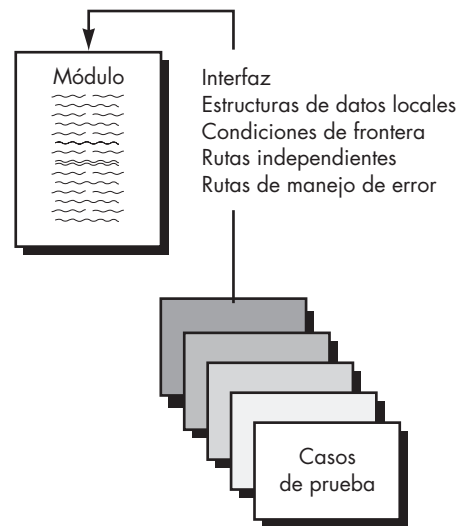 Módulo
Interfaz
Estructuras de datos locales
Condiciones de frontera
Rutas independientes
Rutas de manejo de error
Casos
de prueba